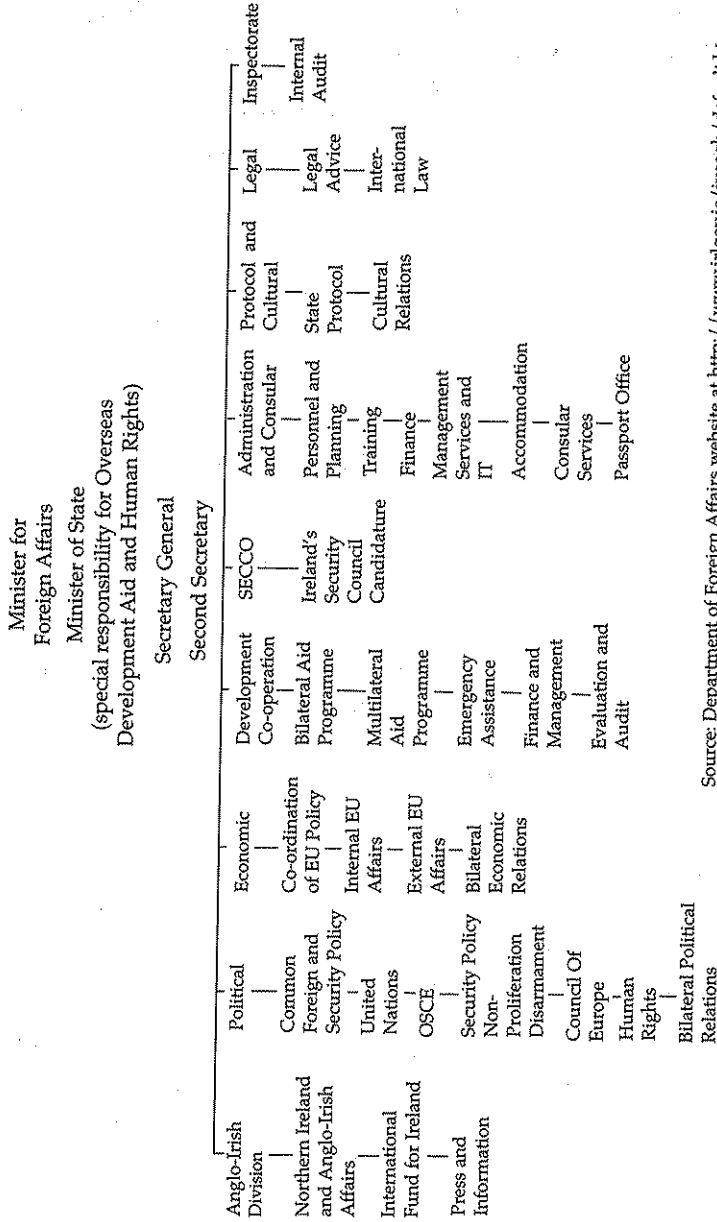 Minister for
Foreign Affairs
Minister of State
(special responsibility for Overseas
Development Aid and Human Rights)
Secretary General
Second Secretary
Anglo-Irish
Division
Northern Ireland
and Anglo-Irish
Affairs
International
Fund for Ireland
Press and
Information
Political
Common
Foreign and
Security Policy
United
Nations
OSCE
Security Policy
Non-
Proliferation
Disarmament
Council Of
Europe
Human
Rights
Bilateral Political
Relations
Economic
Co-ordination
of EU Policy
Internal EU
Affairs
External EU
Affairs
Bilateral
Economic
Relations
Development
Co-operation
Bilateral Aid
Programme
Multilateral
Aid
Programme
Emergency
Assistance
Finance and
Management
Evaluation and
Audit
SECCO
Ireland's
Security
Council
Candidature
Administration
and Consular
Personnel and
Planning
Training
Finance
Management
Services and
IT
Accommodation
Consular
Services
Passport Office
Protocol and
Cultural
State
Protocol
Cultural
Relations
Legal
Legal
Advice
Inter-
national
Law
Inspectorate
Internal
Audit
Source: Department of Foreign Affairs website at